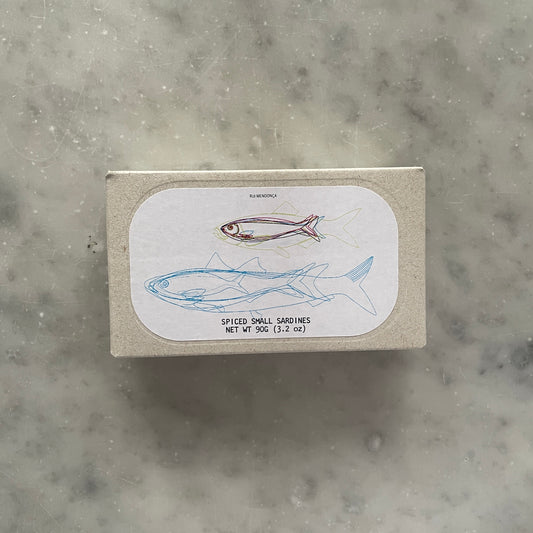 RUI MENDONÇA
SPICED SMALL SARDINES
NET WT 90G (3.2 oz)